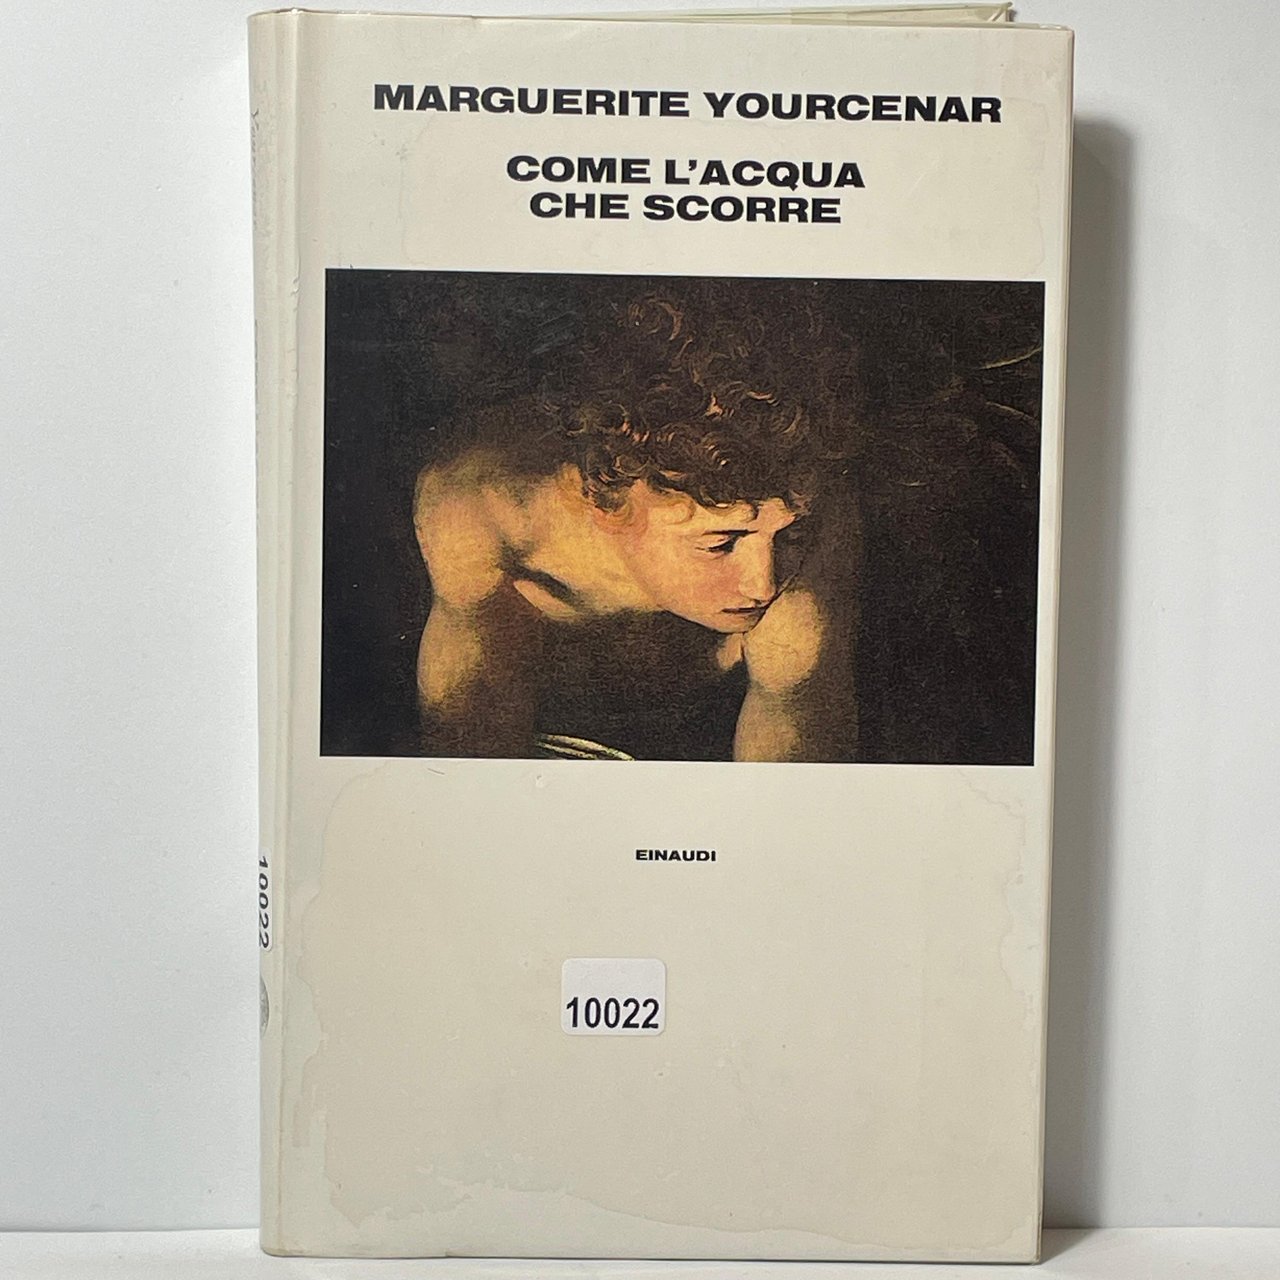 MARGUERITE YOURCENAR
COME L'ACQUA
CHE SCORRE
EINAUDI
10022
10022